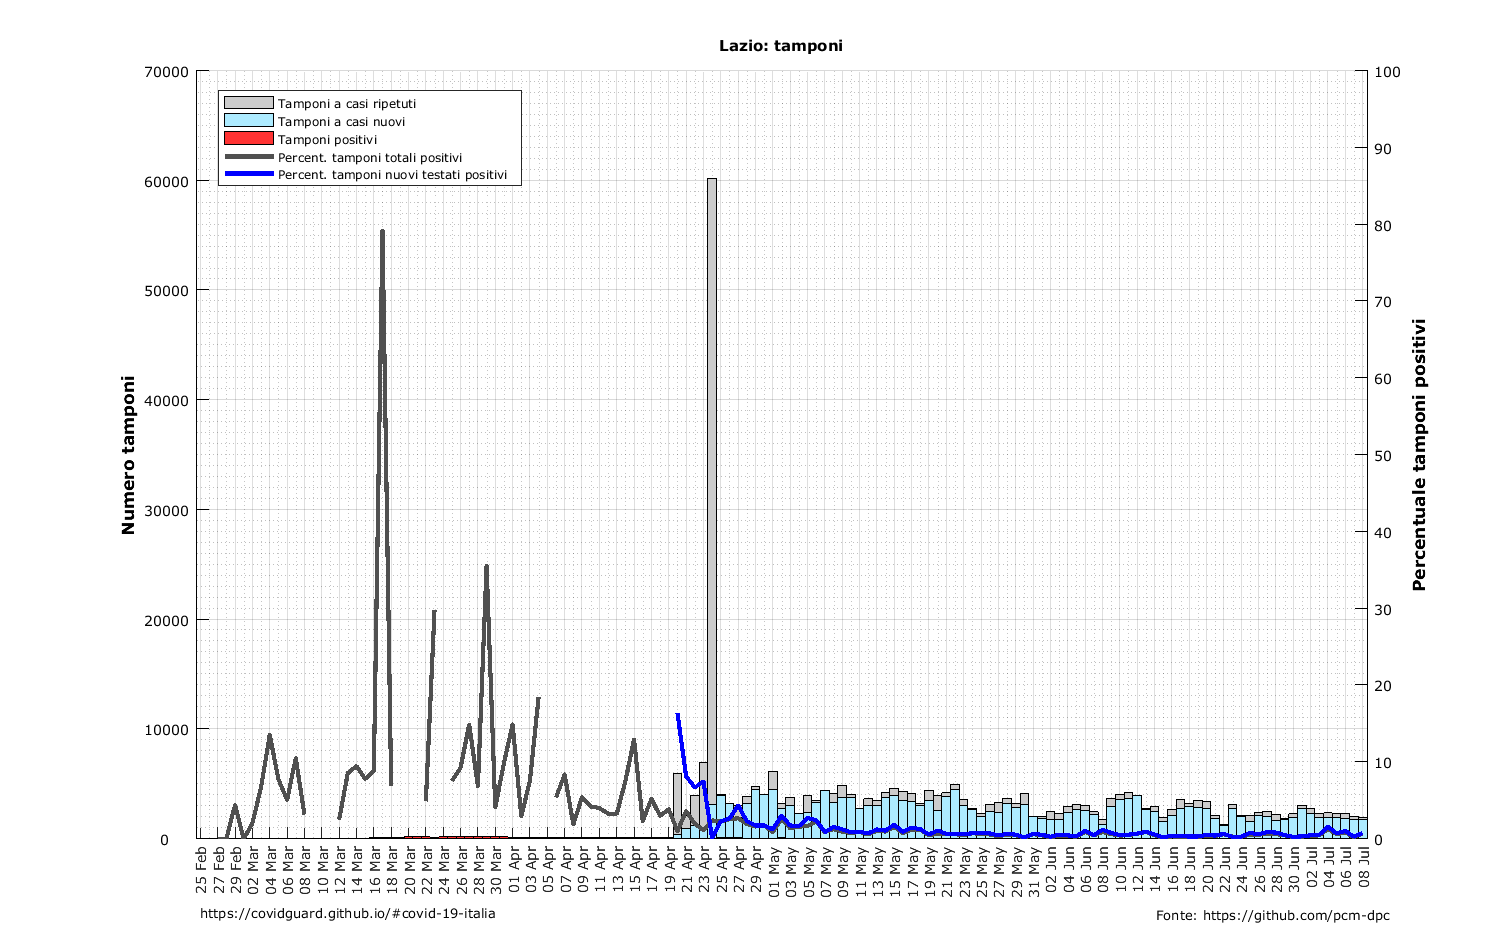 Lazio: tamponi
Tamponi a casi ripetuti
Tamponi a casi nuovi
Tamponi positivi
Percent. tamponi totali positivi
Percent. tamponi nuovi testati positivi
Numero tamponi
70000
60000
50000
40000
30000
20000
10000
0
Percentuale tamponi positivi
100
90
80
70
60
50
40
30
20
10
0
25 Feb
27 Feb
29 Feb
02 Mar
04 Mar
06 Mar
08 Mar
10 Mar
12 Mar
14 Mar
16 Mar
18 Mar
20 Mar
22 Mar
24 Mar
26 Mar
28 Mar
30 Mar
01 Apr
03 Apr
05 Apr
07 Apr
09 Apr
11 Apr
13 Apr
15 Apr
17 Apr
19 Apr
21 Apr
23 Apr
25 Apr
27 Apr
29 Apr
01 May
03 May
05 May
07 May
09 May
11 May
13 May
15 May
17 May
19 May
21 May
23 May
25 May
27 May
29 May
31 May
02 Jun
04 Jun
06 Jun
08 Jun
10 Jun
12 Jun
14 Jun
16 Jun
18 Jun
20 Jun
22 Jun
24 Jun
26 Jun
28 Jun
30 Jun
02 Jul
04 Jul
06 Jul
08 Jul
https://covidguard.github.io/#covid-19-italia
Fonte: https://github.com/pcm-dpc